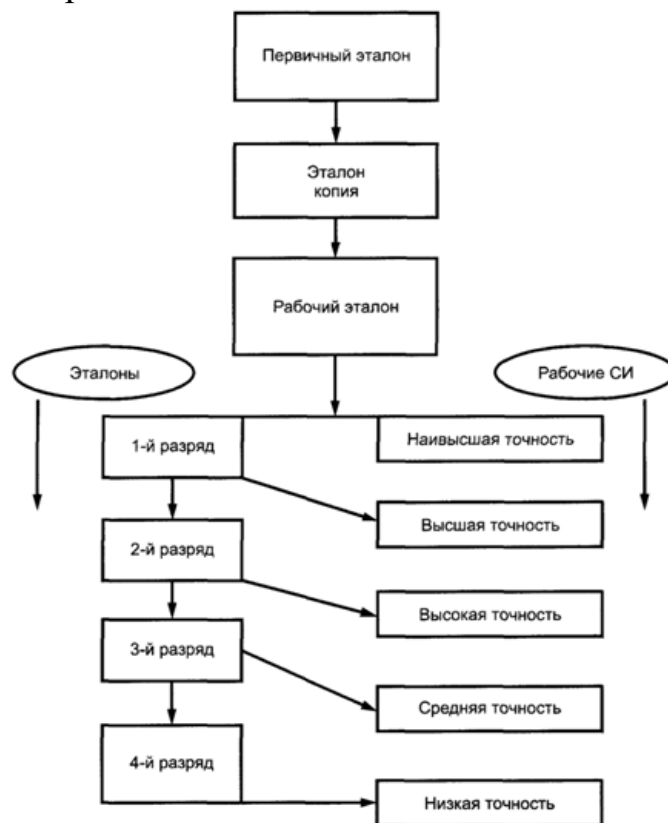 Первичный эталон
Эталон
копия
Рабочий эталон
Эталоны
Рабочие СИ
1-й разряд
Наивысшая точность
Высшая точность
2-й разряд
Высокая точность
3-й разряд
Средняя точность
4-й разряд
Низкая точность